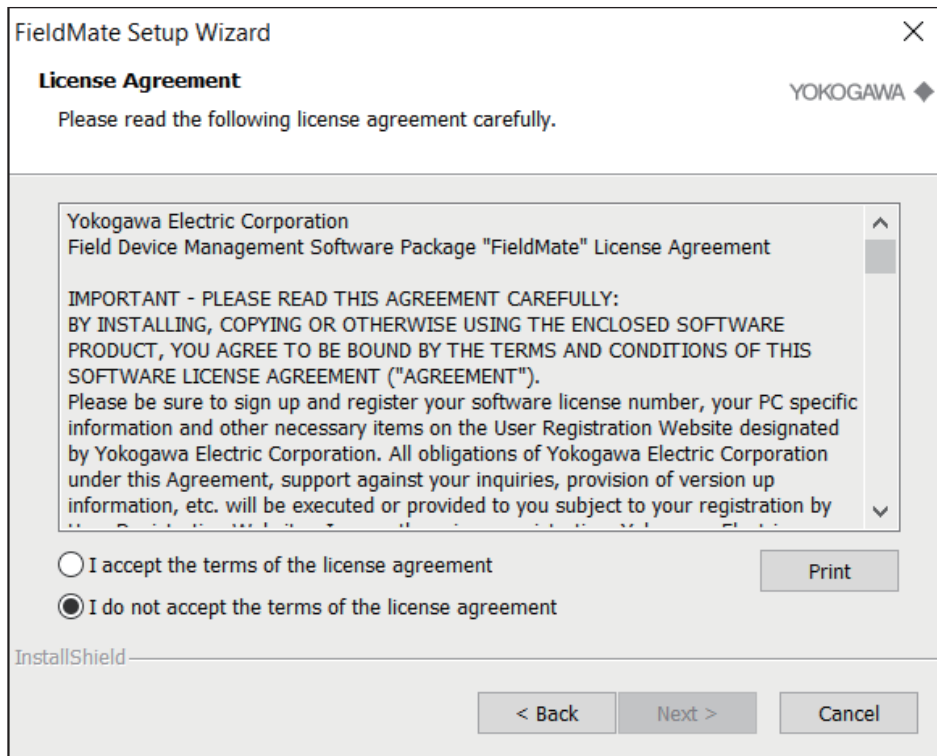 FieldMate Setup Wizard
License Agreement
Please read the following license agreement carefully.
YOKOGAWA
Yokogawa Electric Corporation
Field Device Management Software Package "FieldMate" License Agreement
IMPORTANT - PLEASE READ THIS AGREEMENT CAREFULLY:
BY INSTALLING, COPYING OR OTHERWISE USING THE ENCLOSED SOFTWARE
PRODUCT, YOU AGREE TO BE BOUND BY THE TERMS AND CONDITIONS OF THIS
SOFTWARE LICENSE AGREEMENT ("AGREEMENT").
Please be sure to sign up and register your software license number, your PC specific
information and other necessary items on the User Registration Website designated
by Yokogawa Electric Corporation. All obligations of Yokogawa Electric Corporation
under this Agreement, support against your inquiries, provision of version up
information, etc. will be executed or provided to you subject to your registration by
I accept the terms of the license agreement
Print
I do not accept the terms of the license agreement
InstallShield
< Back
Next >
Cancel